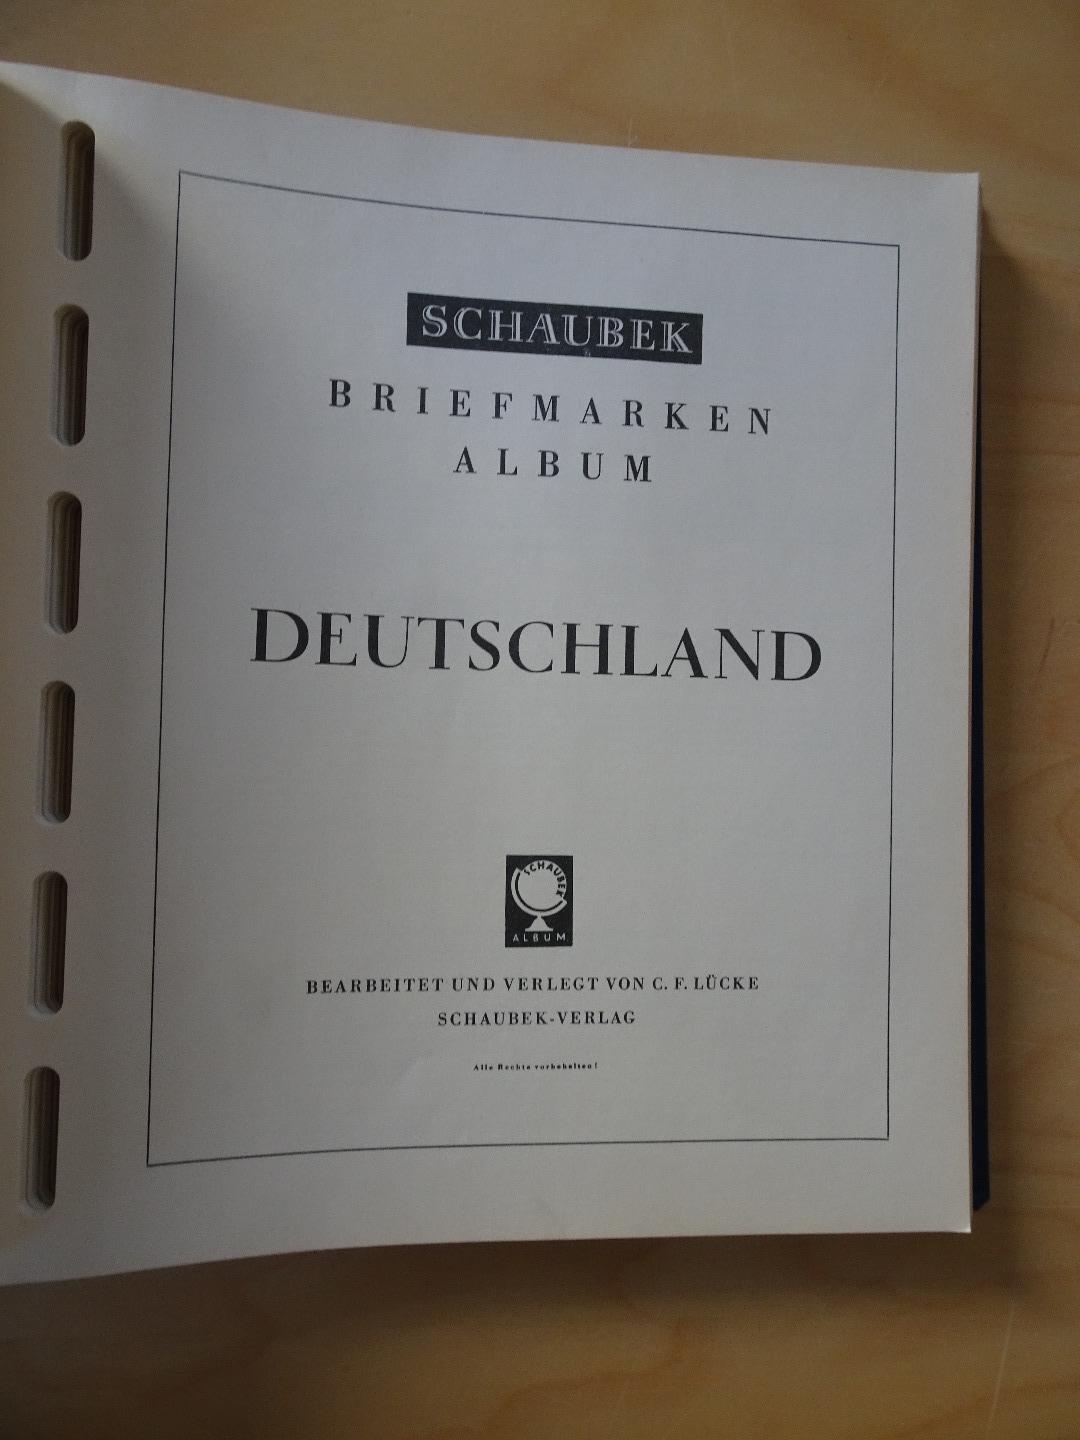 SCHAUBEK
BRIEFMARKEN
ALBUM
DEUTSCHLAND
SCHAUBEK
ALBUM
BEARBEITET UND VERLEGT VON C. F. LÜCKE
SCHAUBEK-VERLAG
Alle Rechte vorbehalten!